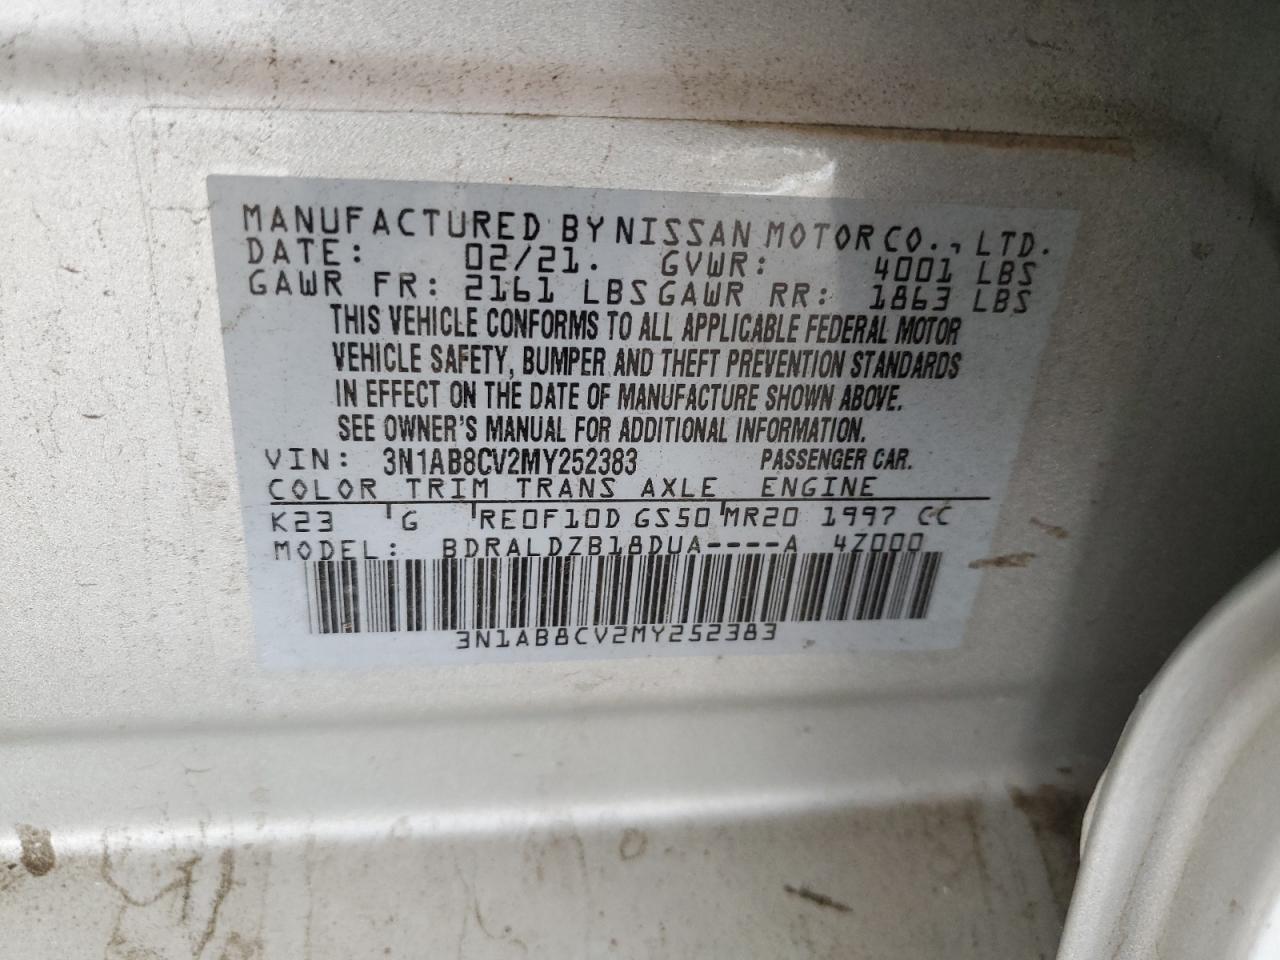 MANUFACTURED BY NISSAN MOTOR CO., LTD.
DATE: 02/21. GVWR: 4001 LBS
GAWR FR: 2161 LBS GAWR RR: 1863 LBS
THIS VEHICLE CONFORMS TO ALL APPLICABLE FEDERAL MOTOR
VEHICLE SAFETY, BUMPER AND THEFT PREVENTION STANDARDS
IN EFFECT ON THE DATE OF MANUFACTURE SHOWN ABOVE.
SEE OWNER'S MANUAL FOR ADDITIONAL INFORMATION.
VIN: 3N1AB8CV2MY252383 PASSENGER CAR.
COLOR TRIM TRANS AXLE ENGINE
K23 G RE0F10D GS50 MR20 1997 CC
MODEL: BDRALDZB18DUA----A 4Z000
3N1AB8CV2MY252383